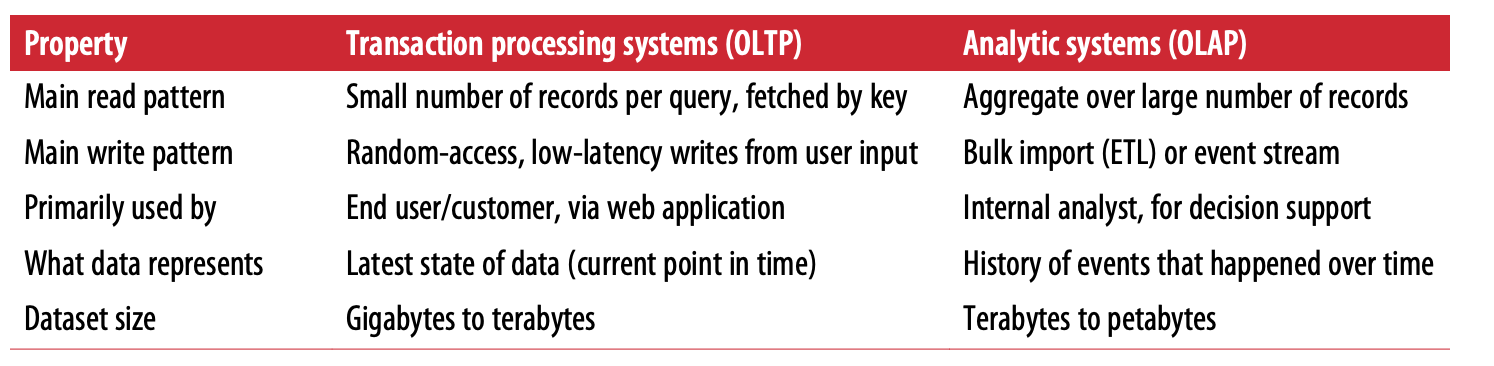 Property Transaction processing systems (OLTP) Analytic systems (OLAP)
Main read pattern Small number of records per query, fetched by key Aggregate over large number of records
Main write pattern Random-access, low-latency writes from user input Bulk import (ETL) or event stream
Primarily used by End user/customer, via web application Internal analyst, for decision support
What data represents Latest state of data (current point in time) History of events that happened over time
Dataset size Gigabytes to terabytes Terabytes to petabytes